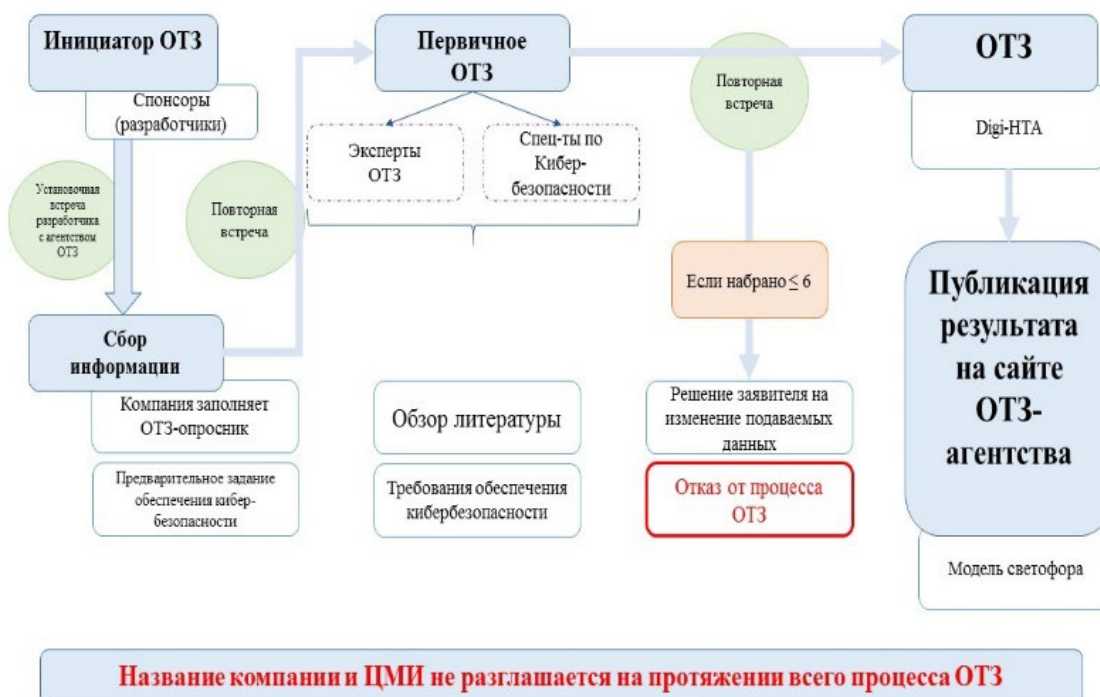 Инициатор ОТЗ
Спонсоры
(разработчики)
Установочная
встреча
разработчика
с агентством
ОТЗ
Повторная
встреча
Сбор
информации
Компания заполняет
ОТЗ-опросник
Предварительное задание
обеспечения кибер-
безопасности
Первичное
ОТЗ
Эксперты
ОТЗ
Спец-ты по
Кибер-
безопасности
Обзор литературы
Требования обеспечения
кибербезопасности
Повторная
встреча
Если набрано ≤ 6
Решение заявителя на
изменение подаваемых
данных
Отказ от процесса
ОТЗ
ОТЗ
Digi-HTA
Публикация
результата
на сайте
ОТЗ-
агентства
Модель светофора
Название компании и ЦМИ не разглашается на протяжении всего процесса ОТЗ